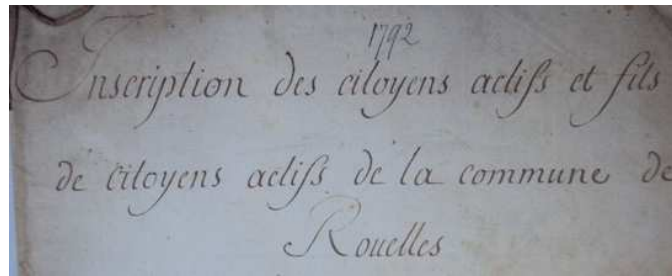 1792
Inscription des citoyens actifs et fils
de citoyens actifs de la commune de
Rouelles